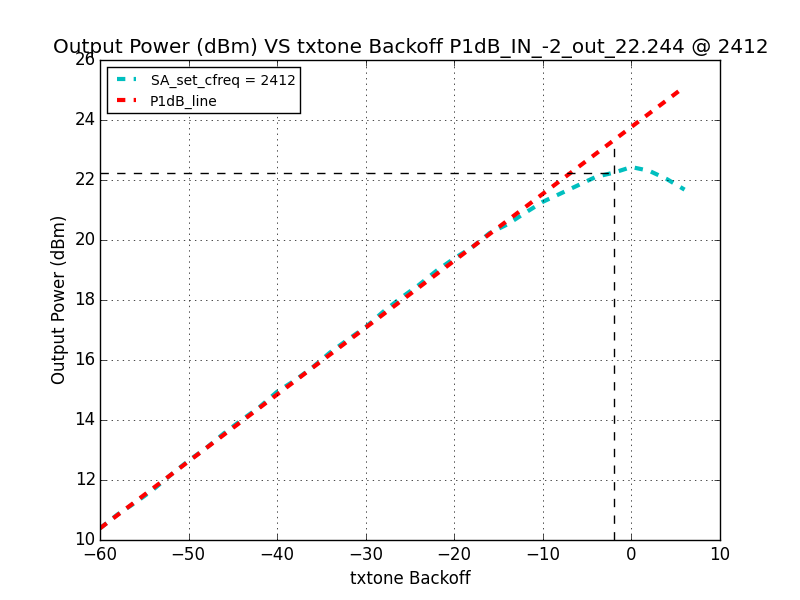 Output Power (dBm) VS txtone Backoff P1dB_IN_-2_out_22.244 @ 2412
SA_set_cfreq = 2412
P1dB_line
Output Power (dBm)
26
24
22
20
18
16
14
12
10
−60 −50 −40 −30 −20 −10 0 10
txtone Backoff